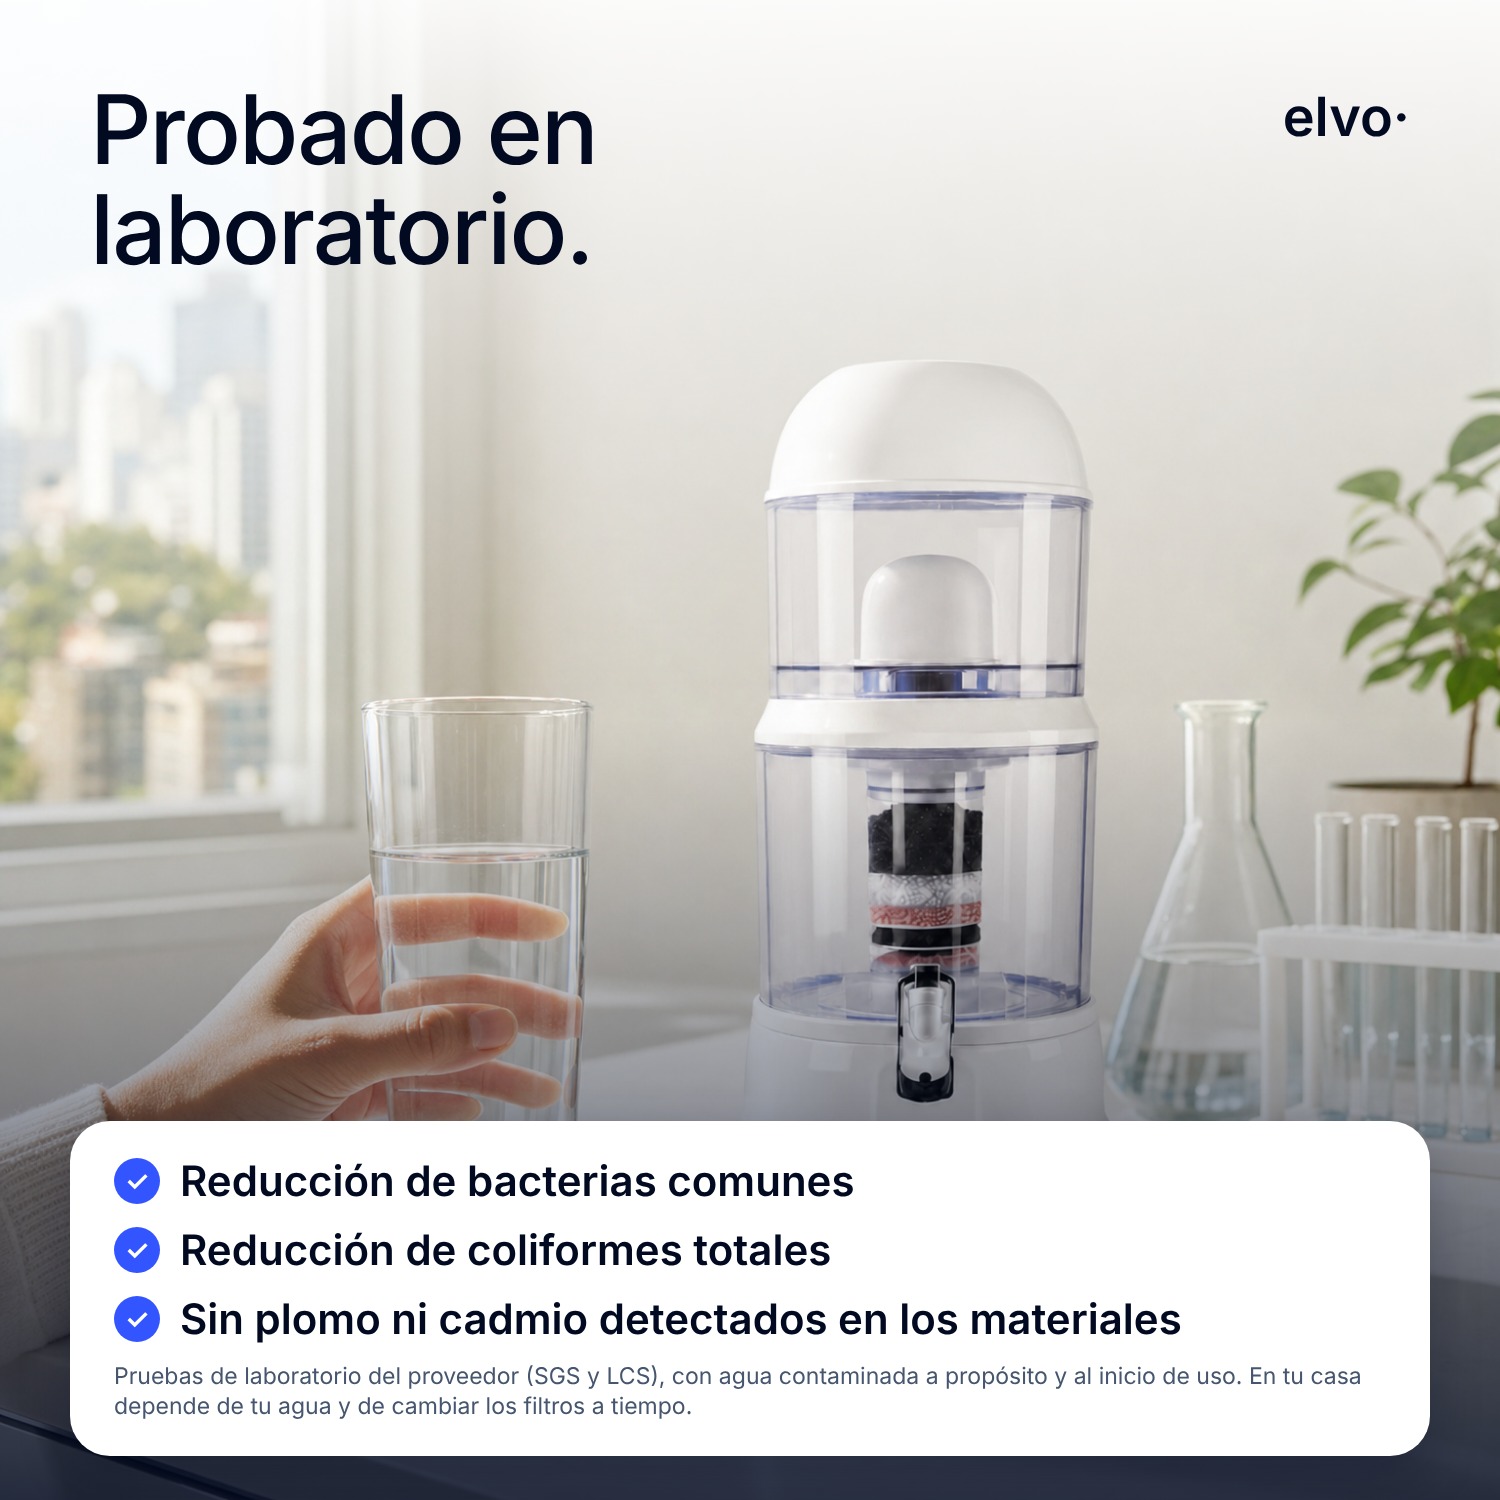 Probado en
laboratorio.
elvo·
Reducción de bacterias comunes
Reducción de coliformes totales
Sin plomo ni cadmio detectados en los materiales
Pruebas de laboratorio del proveedor (SGS y LCS), con agua contaminada a propósito y al inicio de uso. En tu casa
depende de tu agua y de cambiar los filtros a tiempo.